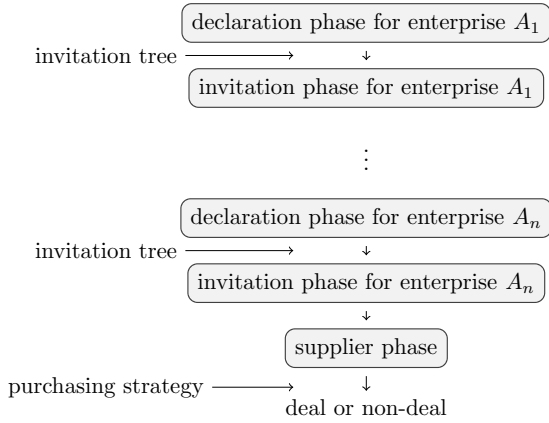 declaration phase for enterprise A₁
invitation tree
invitation phase for enterprise A₁
⋮
declaration phase for enterprise Aₙ
invitation tree
invitation phase for enterprise Aₙ
supplier phase
purchasing strategy
deal or non-deal